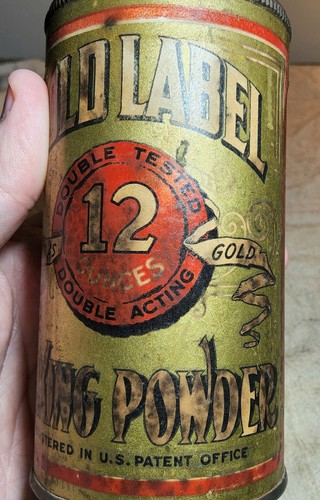 LD LABEL
DOUBLE TESTED
12
OUNCES
GOLD
DOUBLE ACTING
ING POWDER
TERED IN U.S. PATENT OFFICE